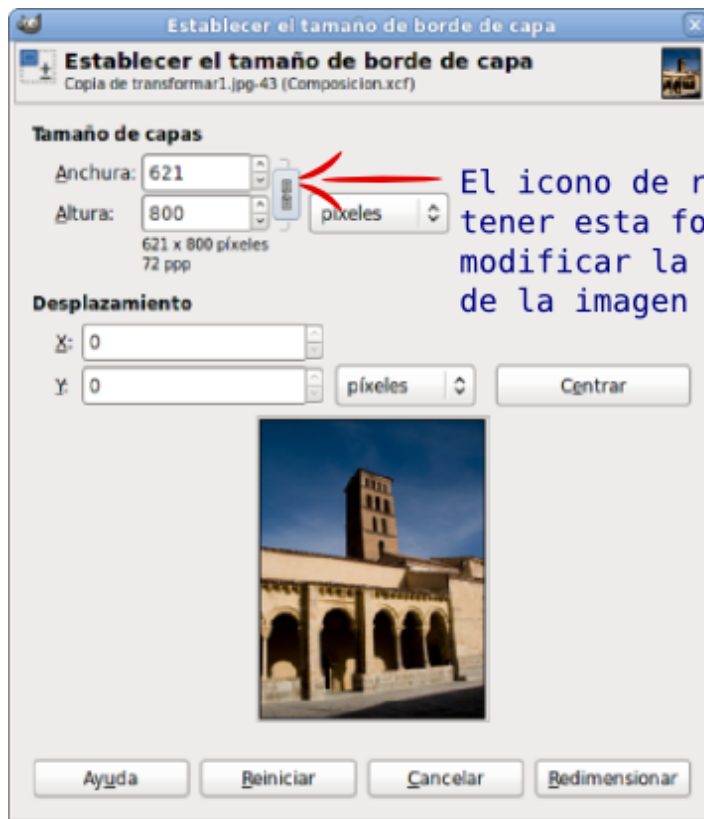 Establecer el tamaño de borde de capa
Establecer el tamaño de borde de capa
Copia de transformar1.jpg-43 (Composicion.xcf)
Tamaño de capas
Anchura: 621
Altura: 800 píxeles
621 x 800 píxeles
72 ppp
El icono de
tener esta
modificar la
de la imagen
Desplazamiento
X: 0
Y: 0 píxeles Centrar
Ayuda Reiniciar Cancelar Redimensionar